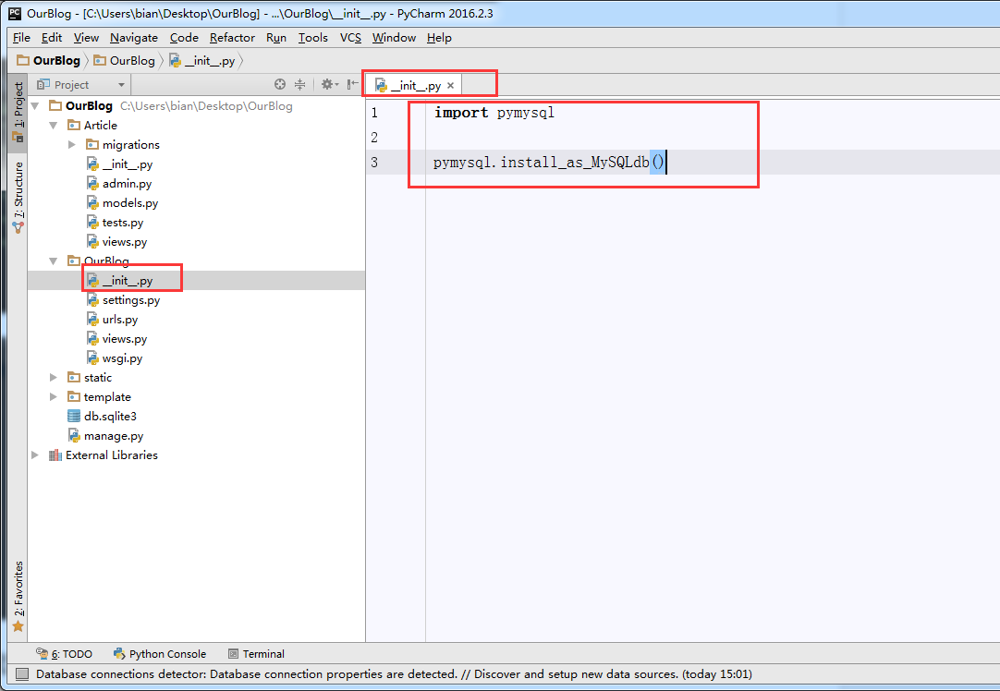 OurBlog - [C:\Users\bian\Desktop\OurBlog] - ...\OurBlog\__init__.py - PyCharm 2016.2.3
File Edit View Navigate Code Refactor Run Tools VCS Window Help
OurBlog OurBlog __init__.py
Project
__init__.py
1: Project
7: Structure
2: Favorites
OurBlog C:\Users\bian\Desktop\OurBlog
Article
migrations
__init__.py
admin.py
models.py
tests.py
views.py
OurBlog
__init__.py
settings.py
urls.py
views.py
wsgi.py
static
template
db.sqlite3
manage.py
External Libraries
1 import pymysql
2
3 pymysql.install_as_MySQLdb()
6: TODO Python Console Terminal
Database connections detector: Database connection properties are detected. // Discover and setup new data sources. (today 15:01)